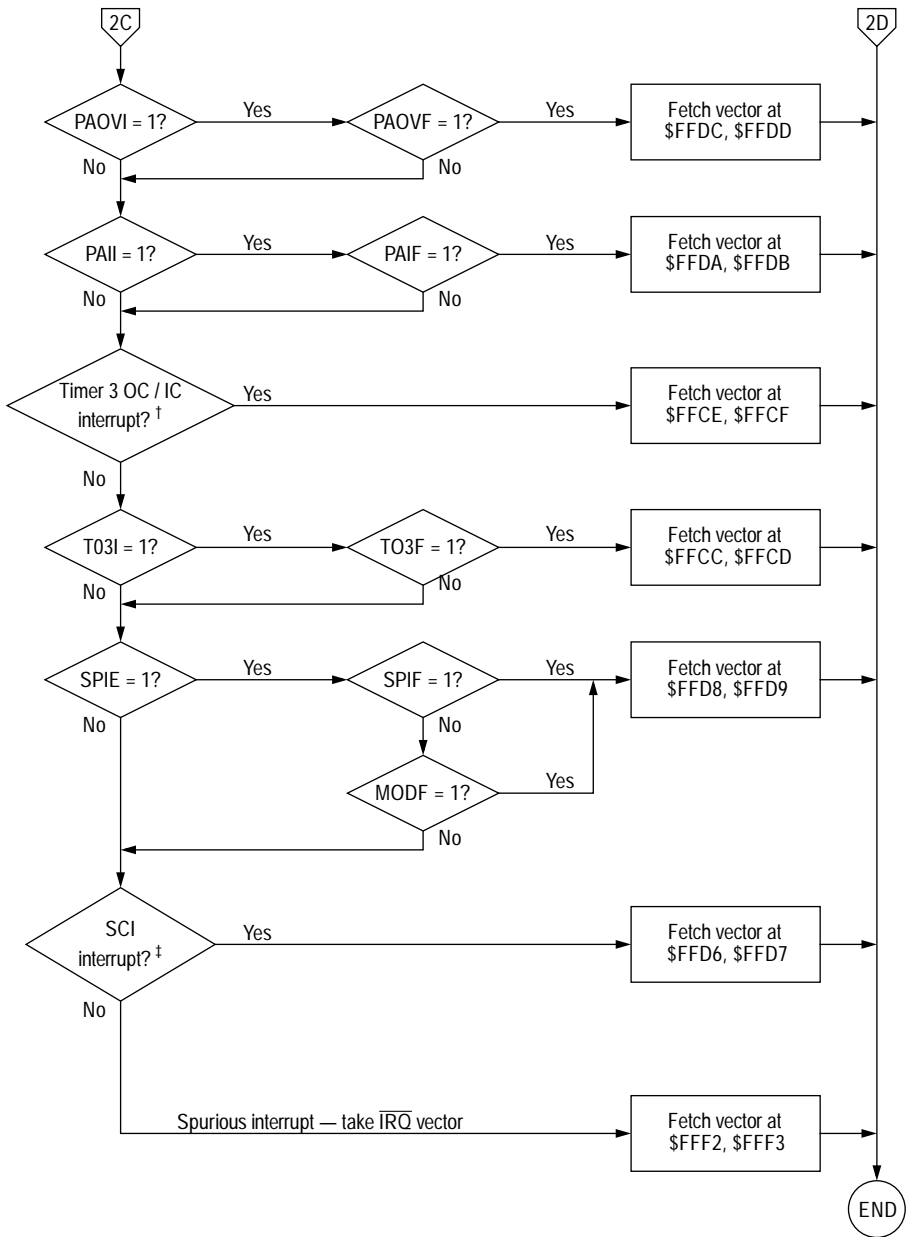 2C
2D
PAOVI = 1?
Yes
PAOVF = 1?
Yes
Fetch vector at
$FFDC, $FFDD
No
No
PAII = 1?
Yes
PAIF = 1?
Yes
Fetch vector at
$FFDA, $FFDB
No
No
Timer 3 OC / IC
interrupt? †
Yes
Fetch vector at
$FFCE, $FFCF
No
T03I = 1?
Yes
TO3F = 1?
Yes
Fetch vector at
$FFCC, $FFCD
No
No
SPIE = 1?
Yes
SPIF = 1?
Yes
Fetch vector at
$FFD8, $FFD9
No
No
MODF = 1?
Yes
No
SCI
interrupt? ‡
Yes
Fetch vector at
$FFD6, $FFD7
No
Spurious interrupt — take I̅R̅Q̅ vector
Fetch vector at
$FFF2, $FFF3
END